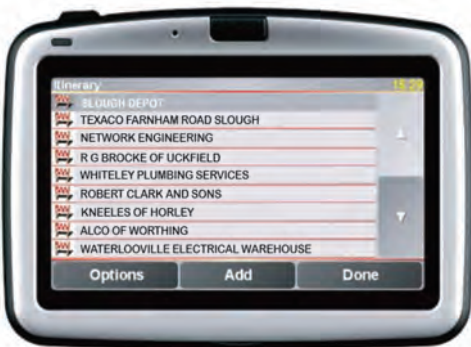 Itinerary 15:29
SLOUGH DEPOT
TEXACO FARNHAM ROAD SLOUGH
NETWORK ENGINEERING
R G BROCKE OF UCKFIELD
WHITELEY PLUMBING SERVICES
ROBERT CLARK AND SONS
KNEELES OF HORLEY
ALCO OF WORTHING
WATERLOOVILLE ELECTRICAL WAREHOUSE
Options Add Done